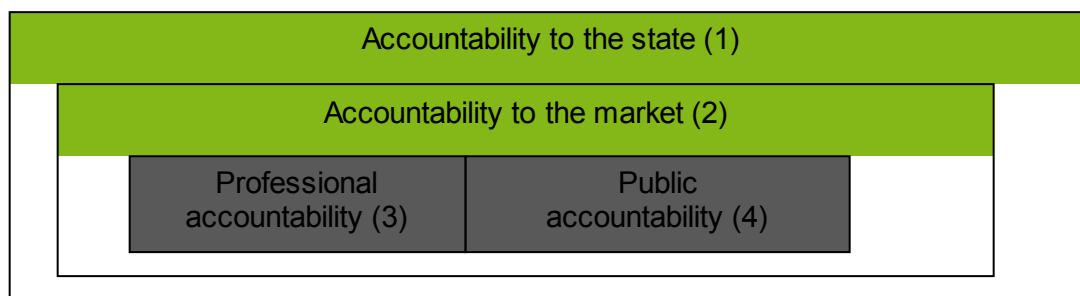 Accountability to the state (1)
Accountability to the market (2)
Professional
accountability (3)
Public
accountability (4)